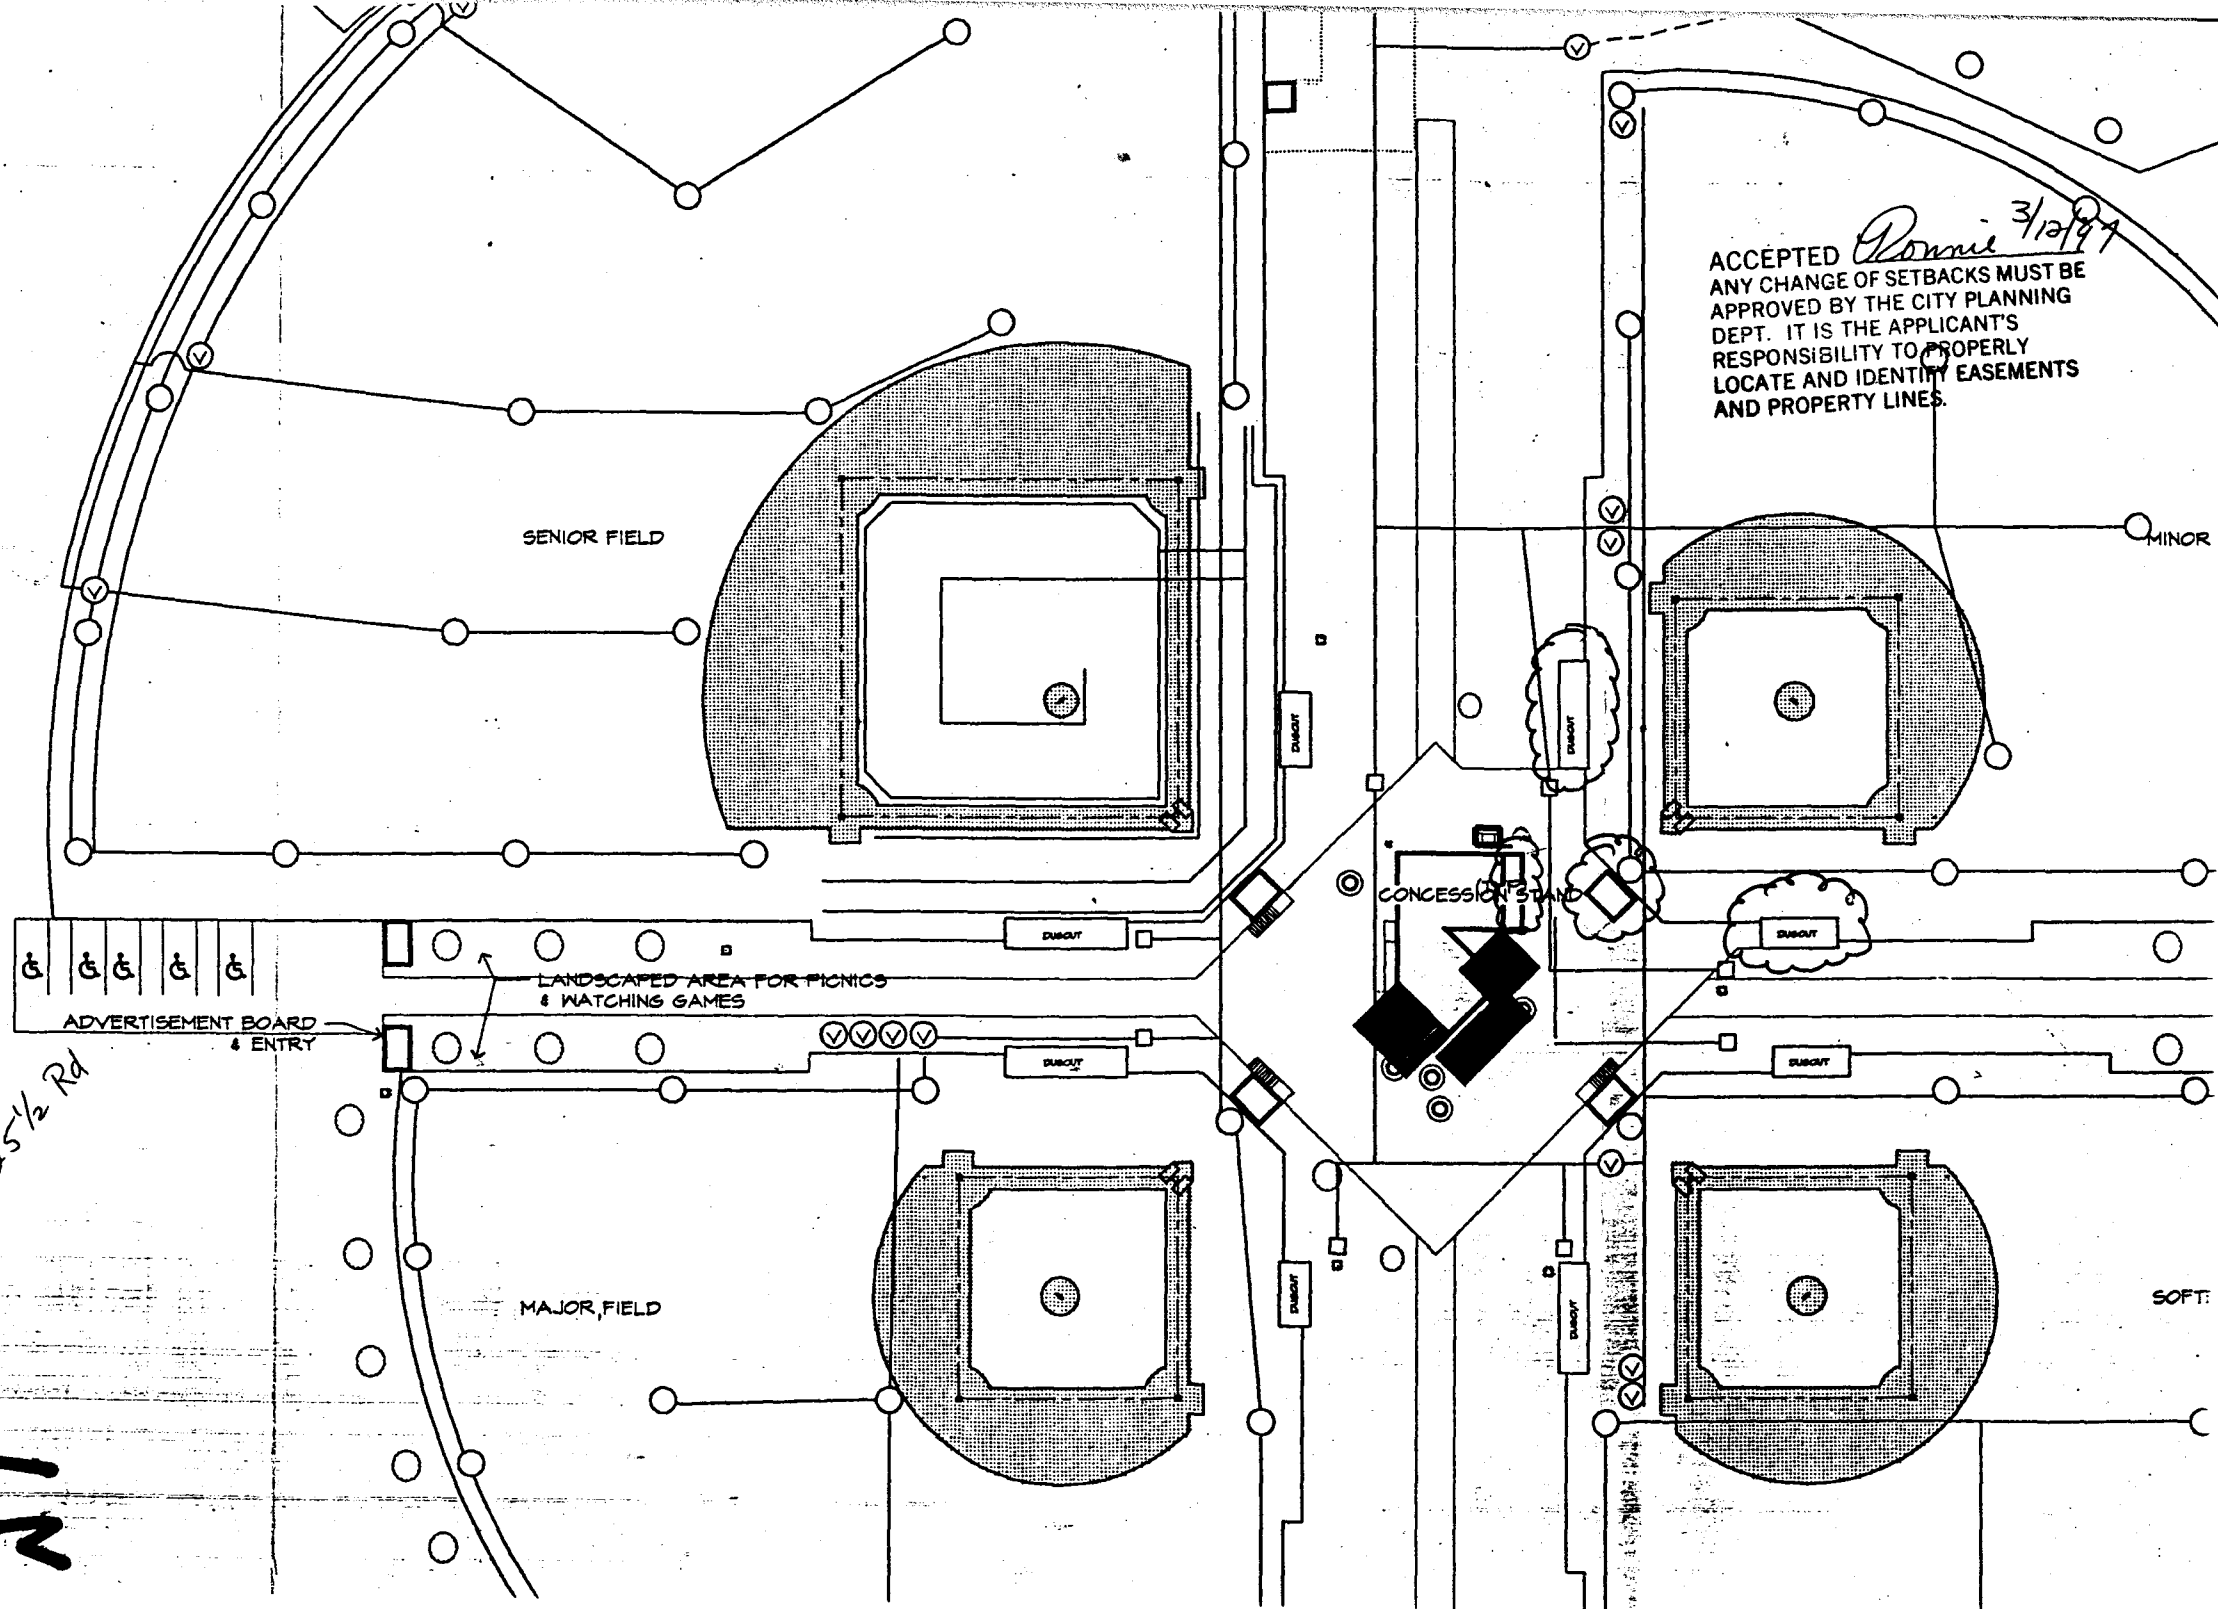 ACCEPTED Ronnie 3/12/97
ANY CHANGE OF SETBACKS MUST BE
APPROVED BY THE CITY PLANNING
DEPT. IT IS THE APPLICANT'S
RESPONSIBILITY TO PROPERLY
LOCATE AND IDENTIFY EASEMENTS
AND PROPERTY LINES.
SENIOR FIELD
MINOR
DUGOUT
DUGOUT
CONCESSION STAND
DUGOUT
DUGOUT
LANDSCAPED AREA FOR PICNICS
& WATCHING GAMES
ADVERTISEMENT BOARD
& ENTRY
DUGOUT
DUGOUT
5 1/2 Rd
MAJOR FIELD
DUGOUT
DUGOUT
SOFT